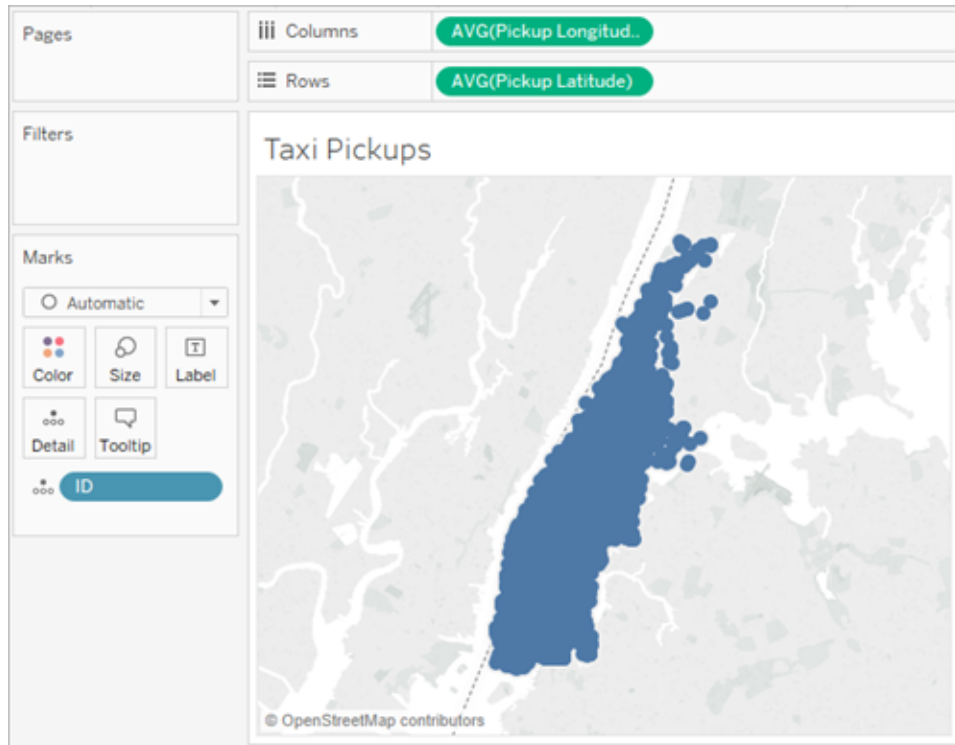 Pages
Columns
AVG(Pickup Longitud..
Rows
AVG(Pickup Latitude)
Filters
Taxi Pickups
Marks
Automatic
Color
Size
T
Label
Detail
Tooltip
ID
© OpenStreetMap contributors